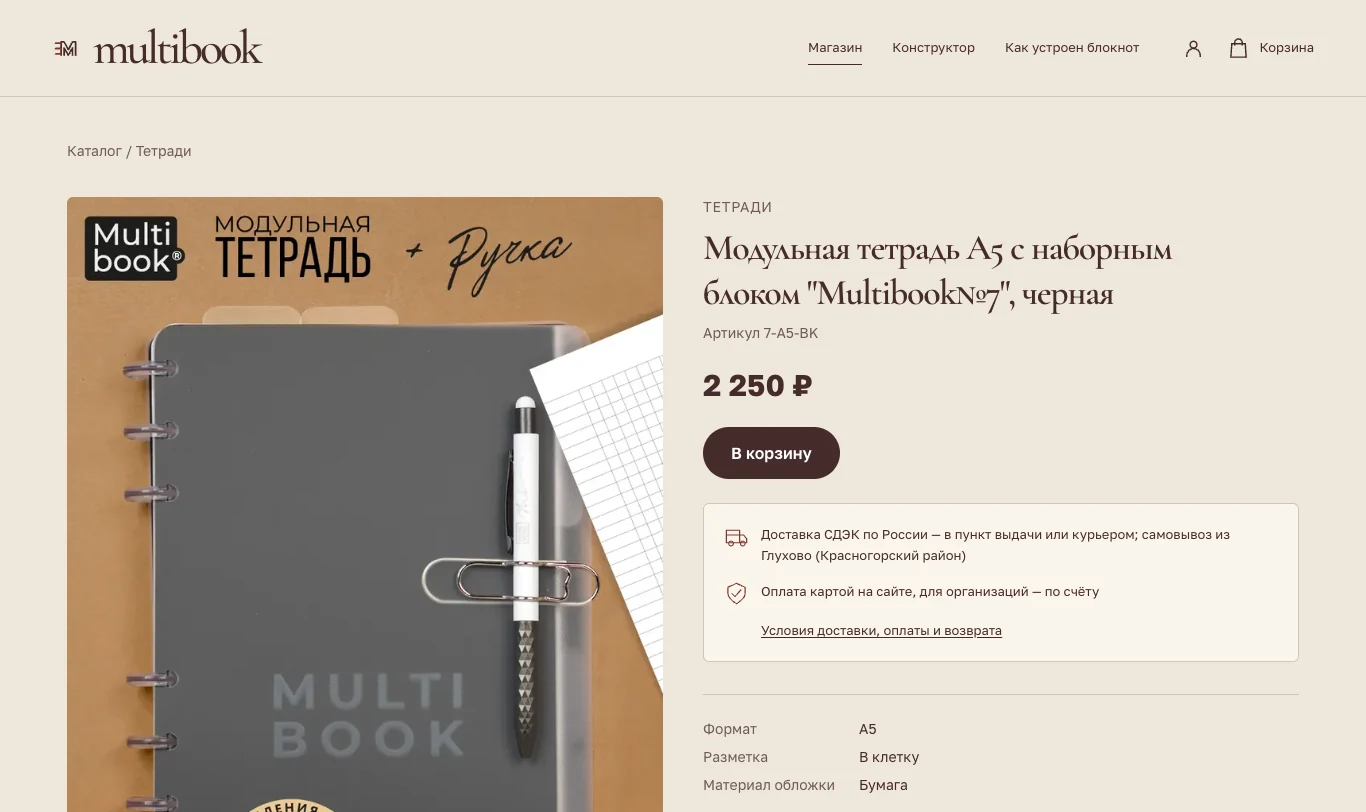 multibook
Магазин
Конструктор
Как устроен блокнот
Корзина
Каталог / Тетради
Multi
book®
МОДУЛЬНАЯ
ТЕТРАДЬ
+ Ручка
MULTI
BOOK
ТЕТРАДИ
Модульная тетрадь А5 с наборным
блоком "Multibook№7", черная
Артикул 7-A5-BK
2 250 ₽
В корзину
Доставка СДЭК по России — в пункт выдачи или курьером; самовывоз из
Глухово (Красногорский район)
Оплата картой на сайте, для организаций — по счёту
Условия доставки, оплаты и возврата
Формат A5
Разметка В клетку
Материал обложки Бумага